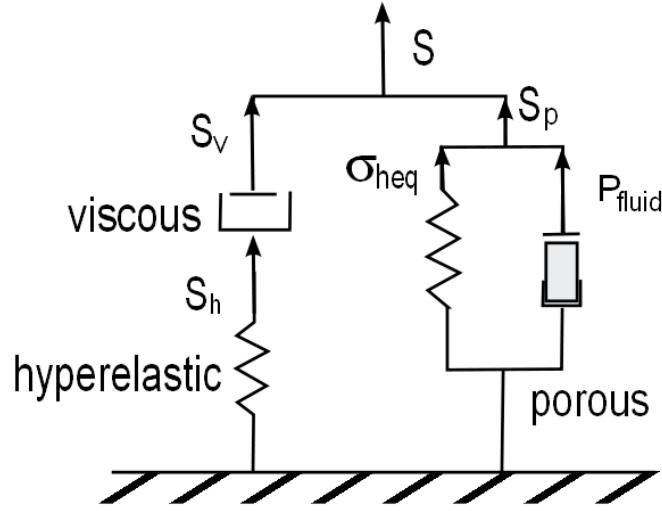 S
Sv
Sp
σheq
Pfluid
viscous
Sh
hyperelastic
porous